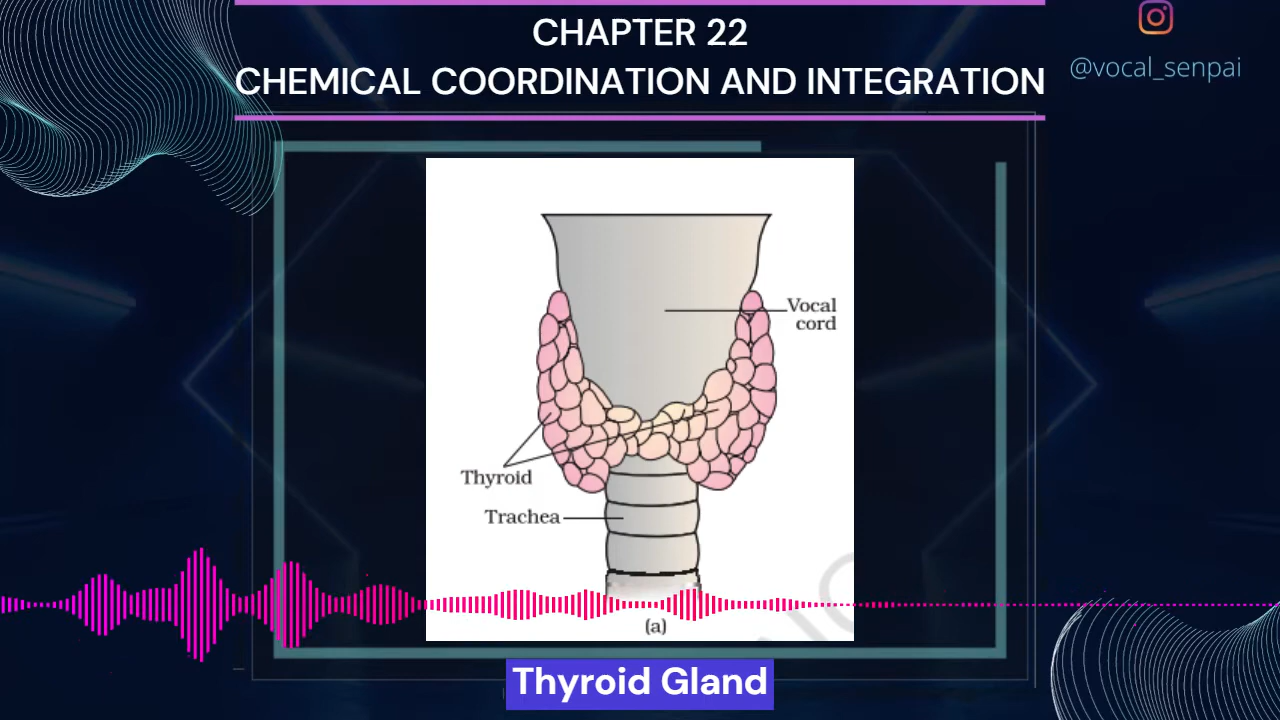 CHAPTER 22
CHEMICAL COORDINATION AND INTEGRATION
@vocal_senpai
Vocal
cord
Thyroid
Trachea
(a)
Thyroid Gland